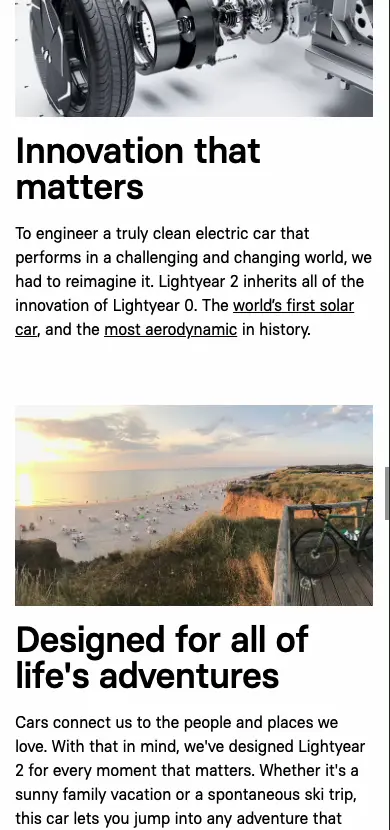 Innovation that
matters
To engineer a truly clean electric car that
performs in a challenging and changing world, we
had to reimagine it. Lightyear 2 inherits all of the
innovation of Lightyear 0. The world’s first solar
car, and the most aerodynamic in history.
Designed for all of
life's adventures
Cars connect us to the people and places we
love. With that in mind, we've designed Lightyear
2 for every moment that matters. Whether it's a
sunny family vacation or a spontaneous ski trip,
this car lets you jump into any adventure that